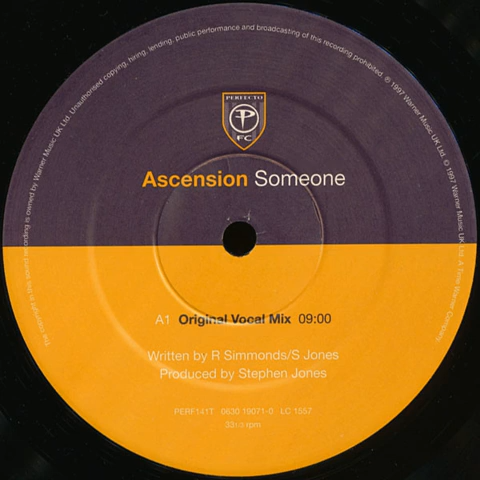 Unauthorised copying, hiring, lending, public performance and broadcasting of this recording prohibited. ℗ 1997 Warner Music UK Ltd. © 1997 Warner Music UK Ltd. A Time Warner Company.
The copyright in this sound recording is owned by Warner Music UK Ltd.
PERFECTO
P
FC
Ascension Someone
A1 Original Vocal Mix 09:00
Written by R Simmonds/S Jones
Produced by Stephen Jones
PERF141T 0630 19071-0 LC 1557
33 1/3 rpm